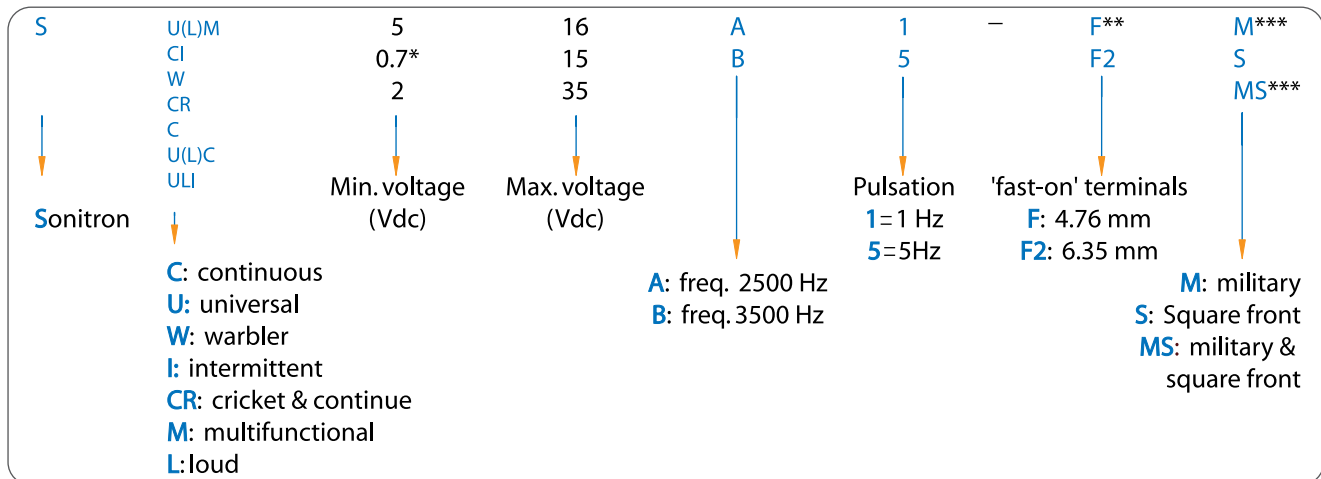 S U(L)M 5 16 A 1 – F** M***
CI 0.7* 15 B 5 F2 S
W 2 35 MS***
CR
C
U(L)C
ULI
Sonitron
Min. voltage
(Vdc)
Max. voltage
(Vdc)
Pulsation
1=1 Hz
5=5Hz
'fast-on' terminals
F: 4.76 mm
F2: 6.35 mm
C: continuous
U: universal
W: warbler
I: intermittent
CR: cricket & continue
M: multifunctional
L:loud
A: freq. 2500 Hz
B: freq. 3500 Hz
M: military
S: Square front
MS: military &
square front